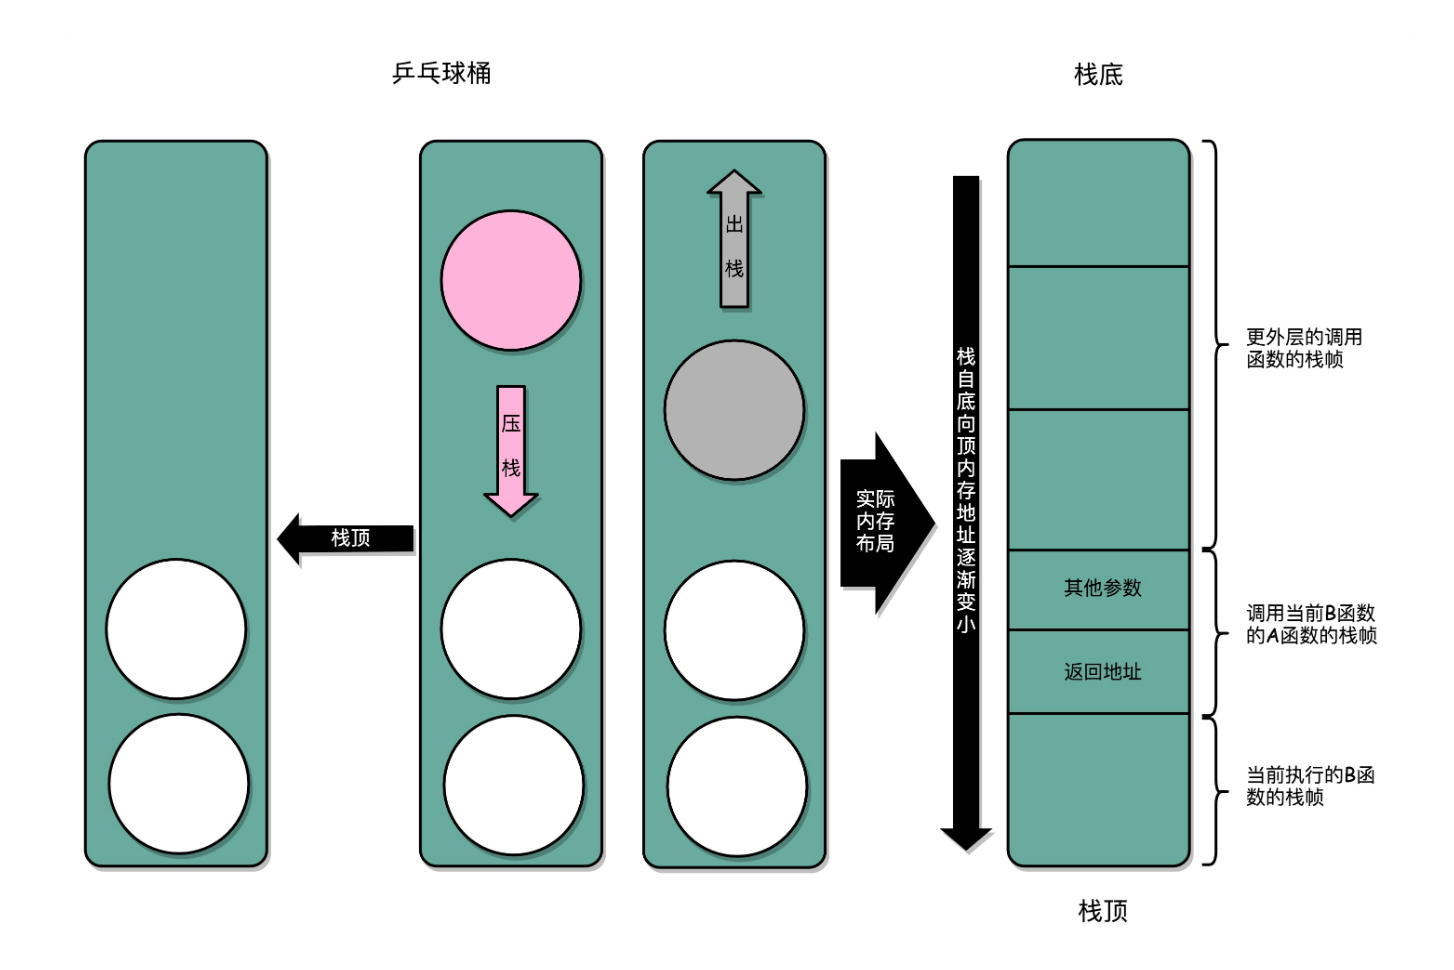 乒乓球桶
栈底
出
栈
压
栈
栈顶
实际
内存
布局
栈自底向顶内存地址逐渐变小
更外层的调用
函数的栈帧
其他参数
返回地址
调用当前B函数
的A函数的栈帧
当前执行的B函
数的栈帧
栈顶